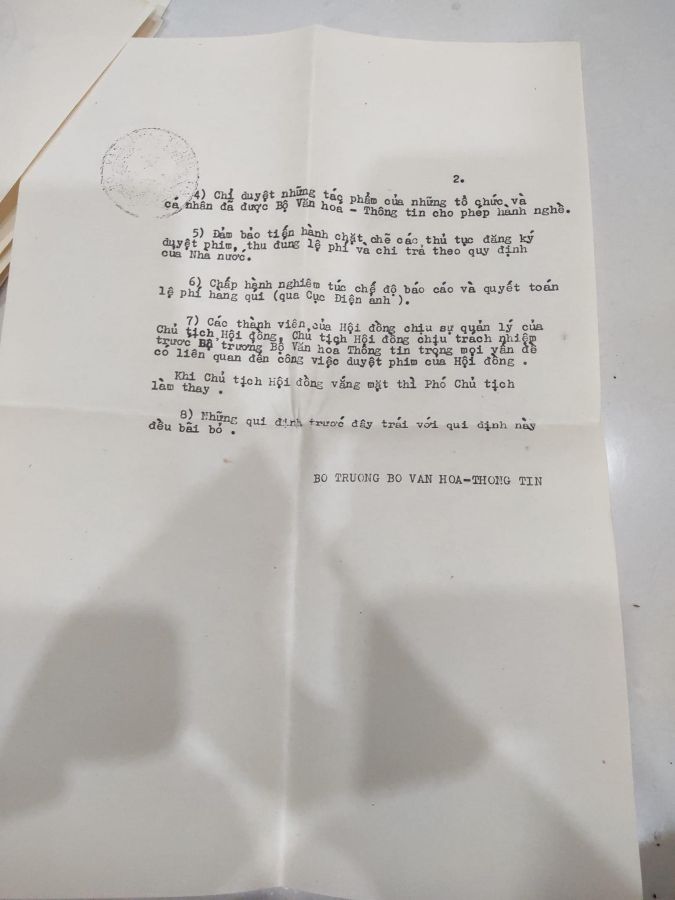 2.
4) Chỉ duyệt những tác phẩm của những tổ chức và
cá nhân đã được Bộ Văn hoá - Thông tin cho phép hành nghề.
5) Đảm bảo tiến hành chặt chẽ các thủ tục đăng ký
duyệt phim, thu đúng lệ phí và chi trả theo quy định
của Nhà nước.
6) Chấp hành nghiêm túc chế độ báo cáo và quyết toán
lệ phí hàng quí (qua Cục Điện ảnh ).
7) Các thành viên của Hội đồng chịu sự quản lý của
Chủ tịch Hội đồng, Chủ tịch Hội đồng chịu trách nhiệm
trước Bộ trưởng Bộ Văn hoá Thông tin trong mọi vấn đề
có liên quan đến công việc duyệt phim của Hội đồng .
Khi Chủ tịch Hội đồng vắng mặt thì Phó Chủ tịch
làm thay .
8) Những qui định trước đây trái với qui định này
đều bãi bỏ .
BO TRUONG BO VAN HOA-THONG TIN